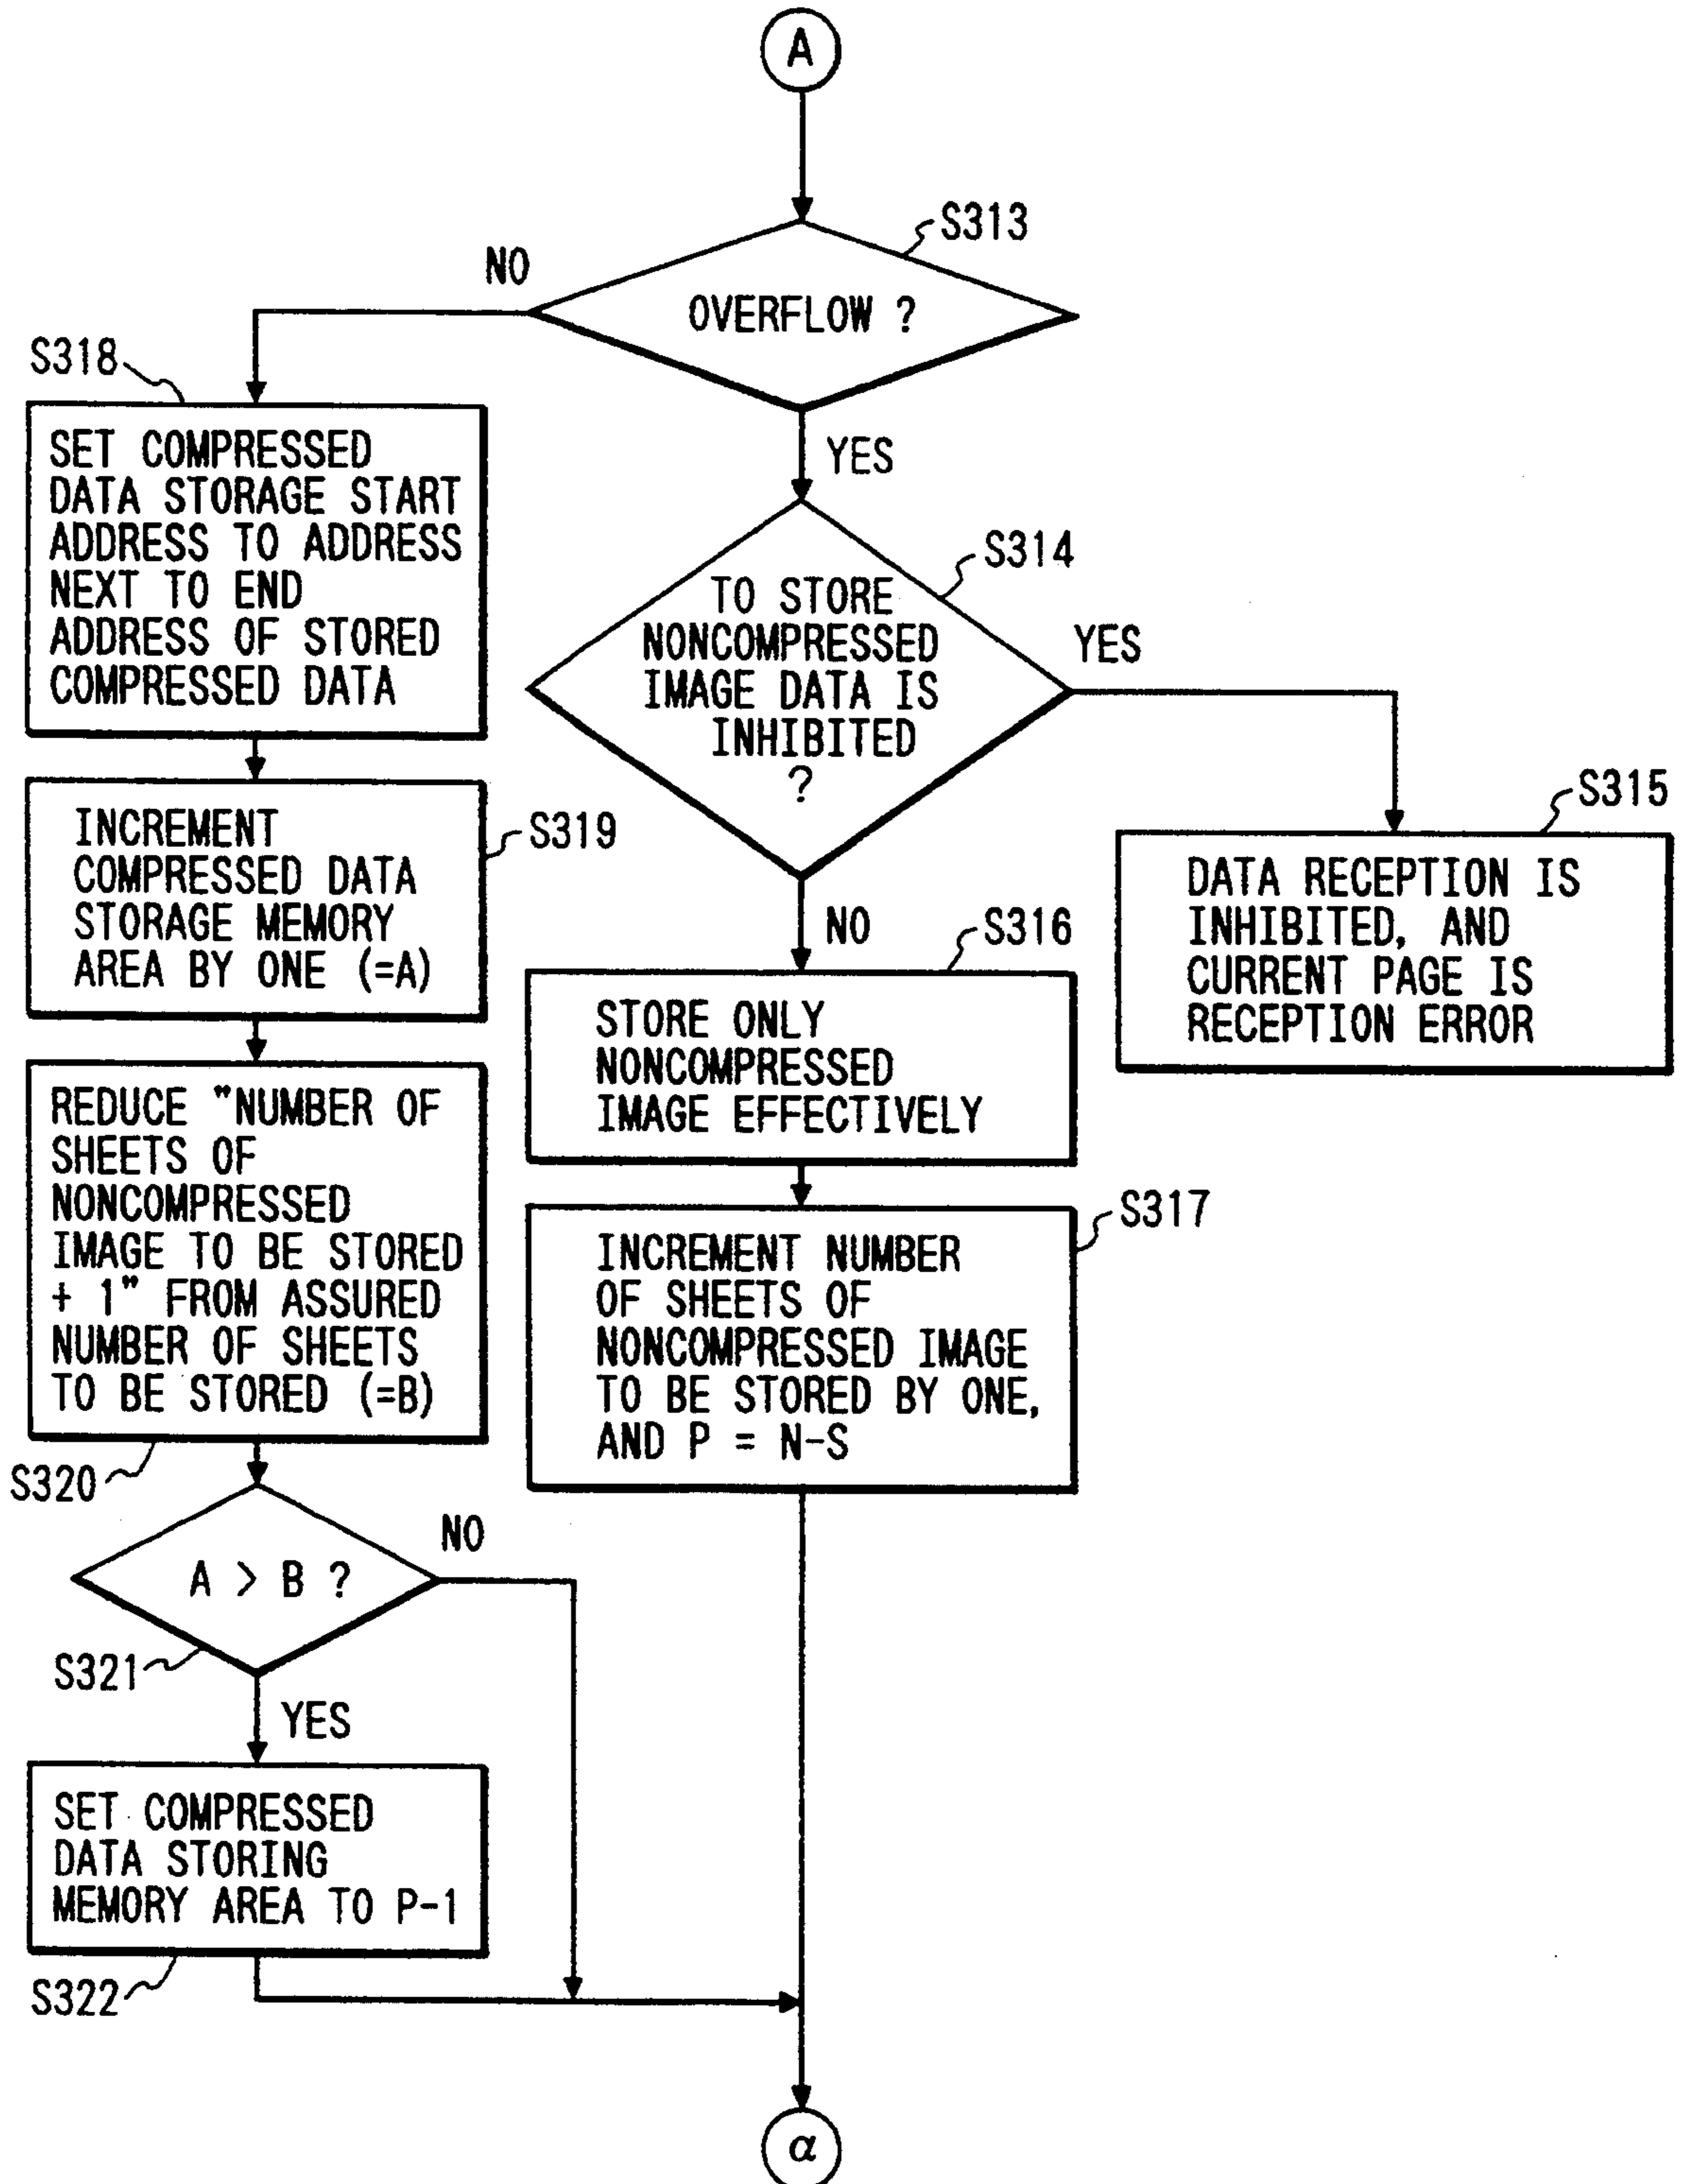 A
S313
NO
OVERFLOW ?
S318
YES
SET COMPRESSED
DATA STORAGE START
ADDRESS TO ADDRESS
NEXT TO END
ADDRESS OF STORED
COMPRESSED DATA
S314
TO STORE
NONCOMPRESSED
IMAGE DATA IS
INHIBITED
?
YES
S315
DATA RECEPTION IS
INHIBITED, AND
CURRENT PAGE IS
RECEPTION ERROR
INCREMENT
COMPRESSED DATA
STORAGE MEMORY
AREA BY ONE (=A)
S319
NO
S316
STORE ONLY
NONCOMPRESSED
IMAGE EFFECTIVELY
REDUCE "NUMBER OF
SHEETS OF
NONCOMPRESSED
IMAGE TO BE STORED
+ 1" FROM ASSURED
NUMBER OF SHEETS
TO BE STORED (=B)
S317
INCREMENT NUMBER
OF SHEETS OF
NONCOMPRESSED IMAGE
TO BE STORED BY ONE,
AND P = N-S
S320
NO
A > B ?
S321
YES
SET COMPRESSED
DATA STORING
MEMORY AREA TO P-1
S322
α